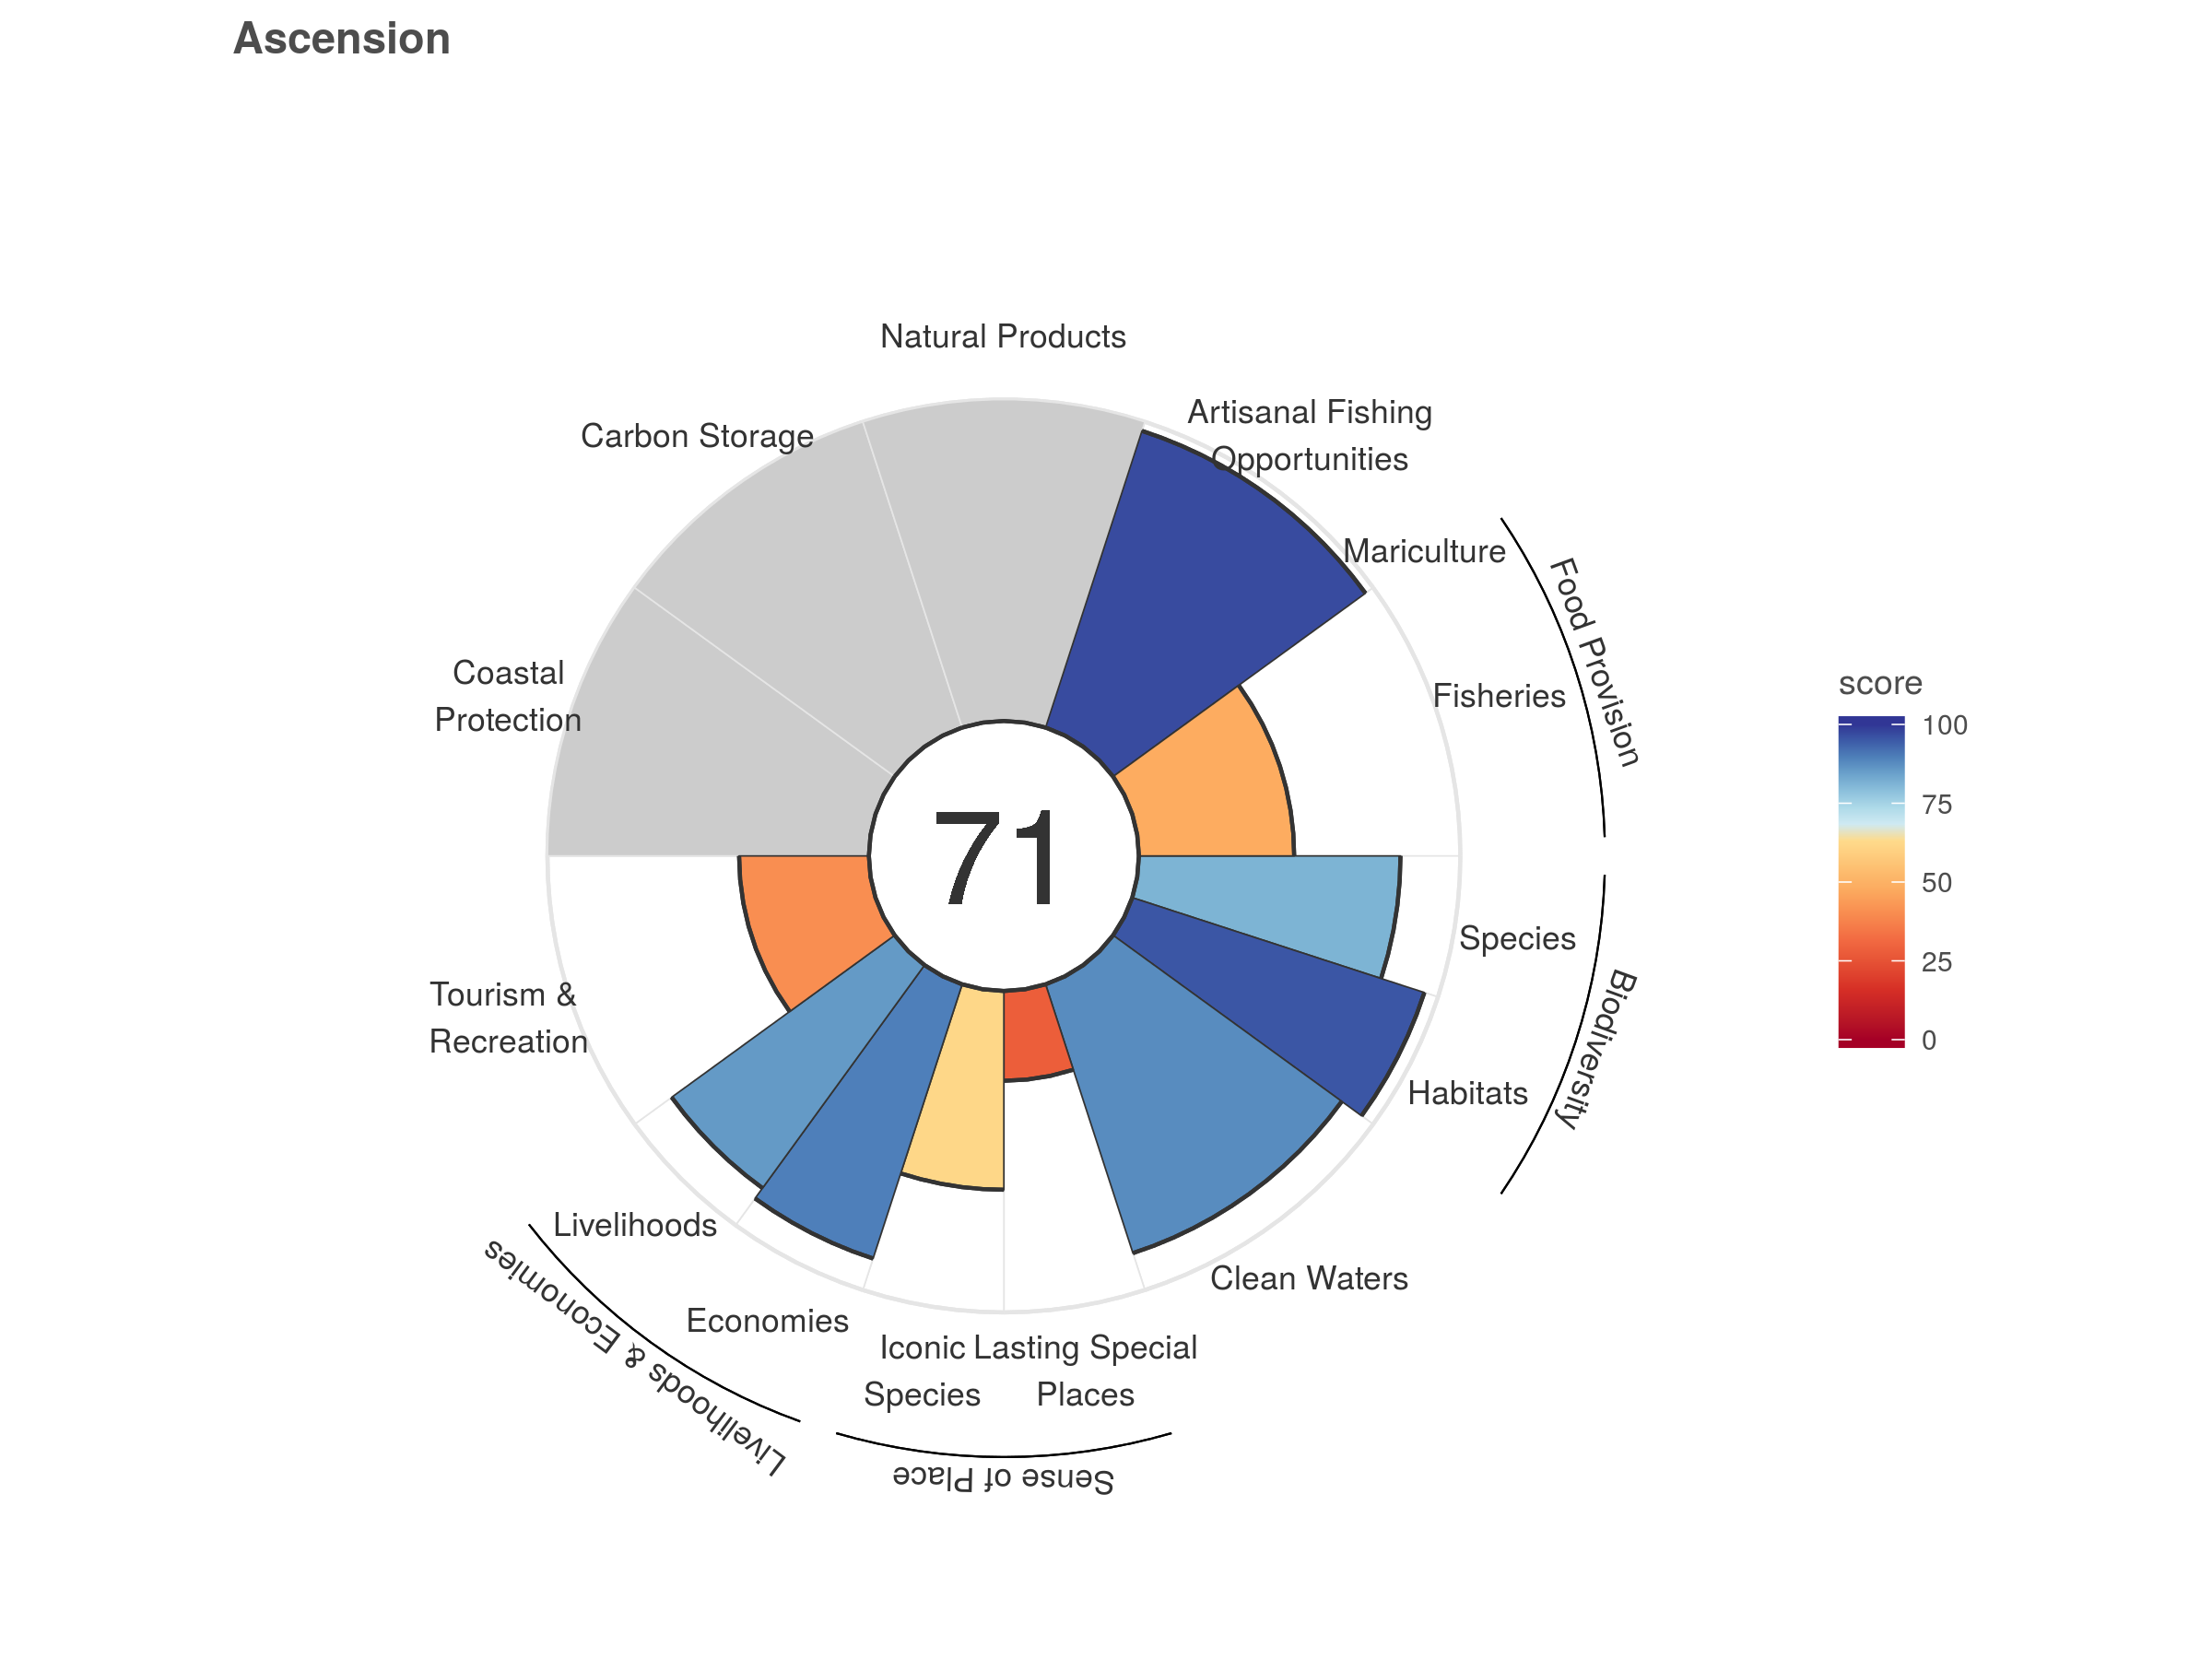 Ascension
Natural Products
Artisanal Fishing
Opportunities
Carbon Storage
Mariculture
Food Provision
Fisheries
Coastal
Protection
score
100
75
50
25
0
71
Species
Biodiversity
Tourism &
Recreation
Habitats
Livelihoods
Clean Waters
Livelihoods & Economies
Economies
Iconic
Species
Lasting Special
Places
Sense of Place